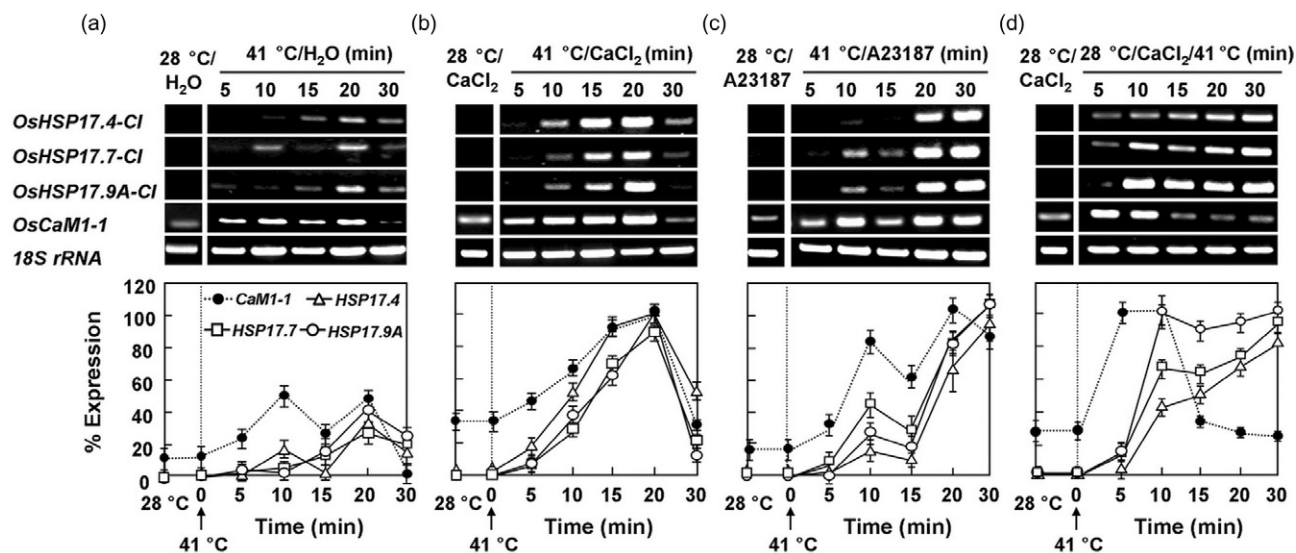 (a)
(b)
(c)
(d)
28 °C/
H2O
41 °C/H2O (min)
5 10 15 20 30
28 °C/
CaCl2
41 °C/CaCl2 (min)
5 10 15 20 30
28 °C/
A23187
41 °C/A23187 (min)
5 10 15 20 30
28 °C/
CaCl2
28 °C/CaCl2/41 °C (min)
5 10 15 20 30
OsHSP17.4-CI
OsHSP17.7-CI
OsHSP17.9A-CI
OsCaM1-1
18S rRNA
% Expression
120
100
80
60
40
20
0
CaM1-1 HSP17.4
HSP17.7 HSP17.9A
28 °C 0 5 10 15 20 30
41 °C
Time (min)
28 °C 0 5 10 15 20 30
41 °C
Time (min)
28 °C 0 5 10 15 20 30
41 °C
Time (min)
28 °C 0 5 10 15 20 30
41 °C
Time (min)